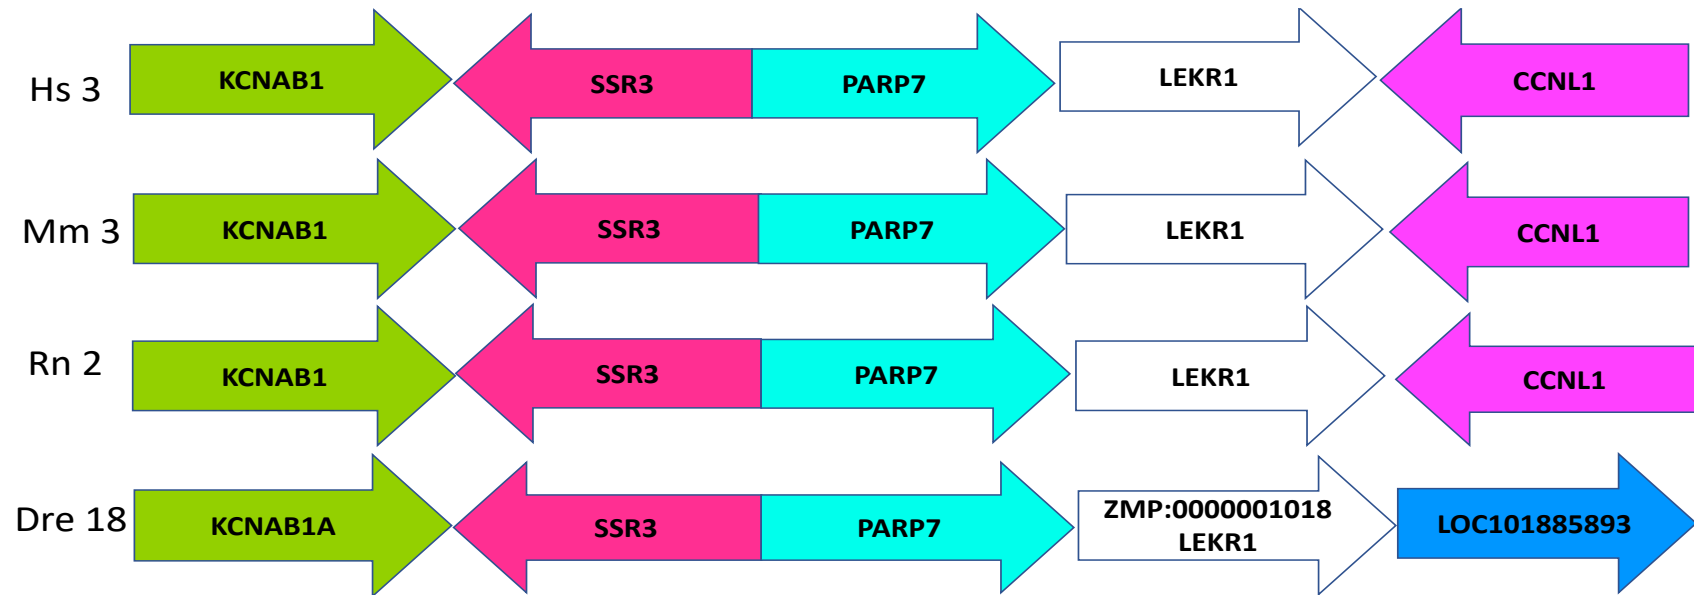 Hs 3 KCNAB1 SSR3 PARP7 LEKR1 CCNL1
Mm 3 KCNAB1 SSR3 PARP7 LEKR1 CCNL1
Rn 2 KCNAB1 SSR3 PARP7 LEKR1 CCNL1
Dre 18 KCNAB1A SSR3 PARP7 ZMP:0000001018 LOC101885893
LEKR1